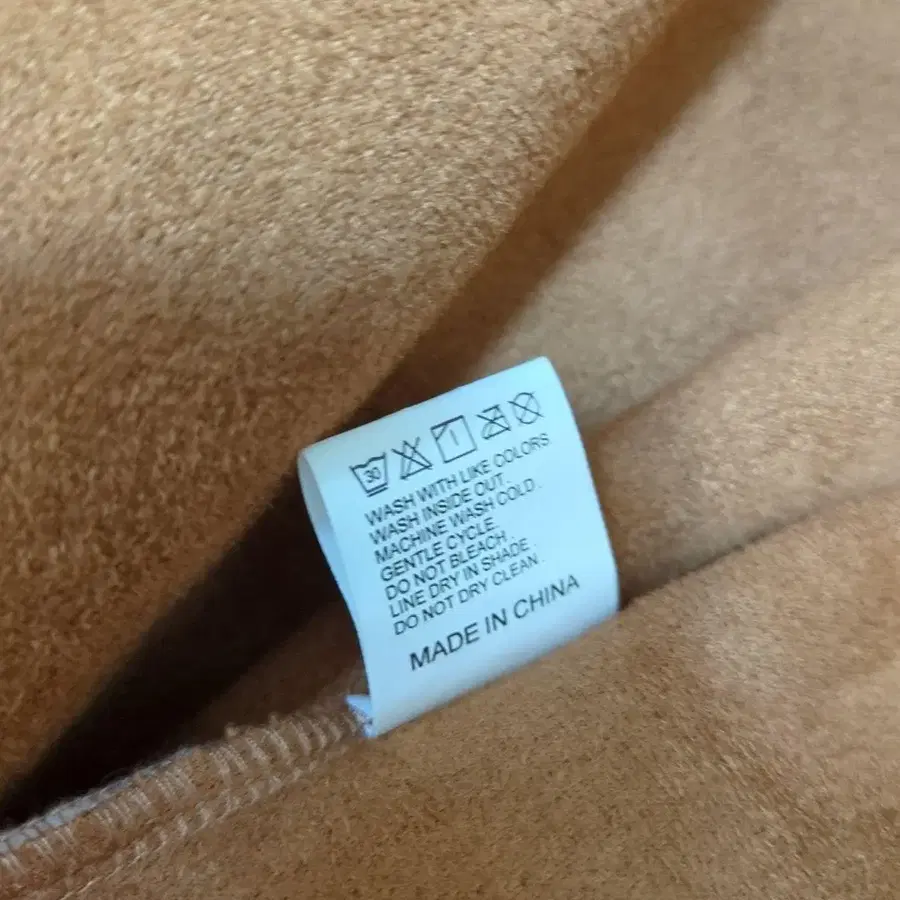 30
WASH WITH LIKE COLORS.
WASH INSIDE OUT.
MACHINE WASH COLD.
GENTLE CYCLE.
DO NOT BLEACH.
LINE DRY IN SHADE.
DO NOT DRY CLEAN.
MADE IN CHINA